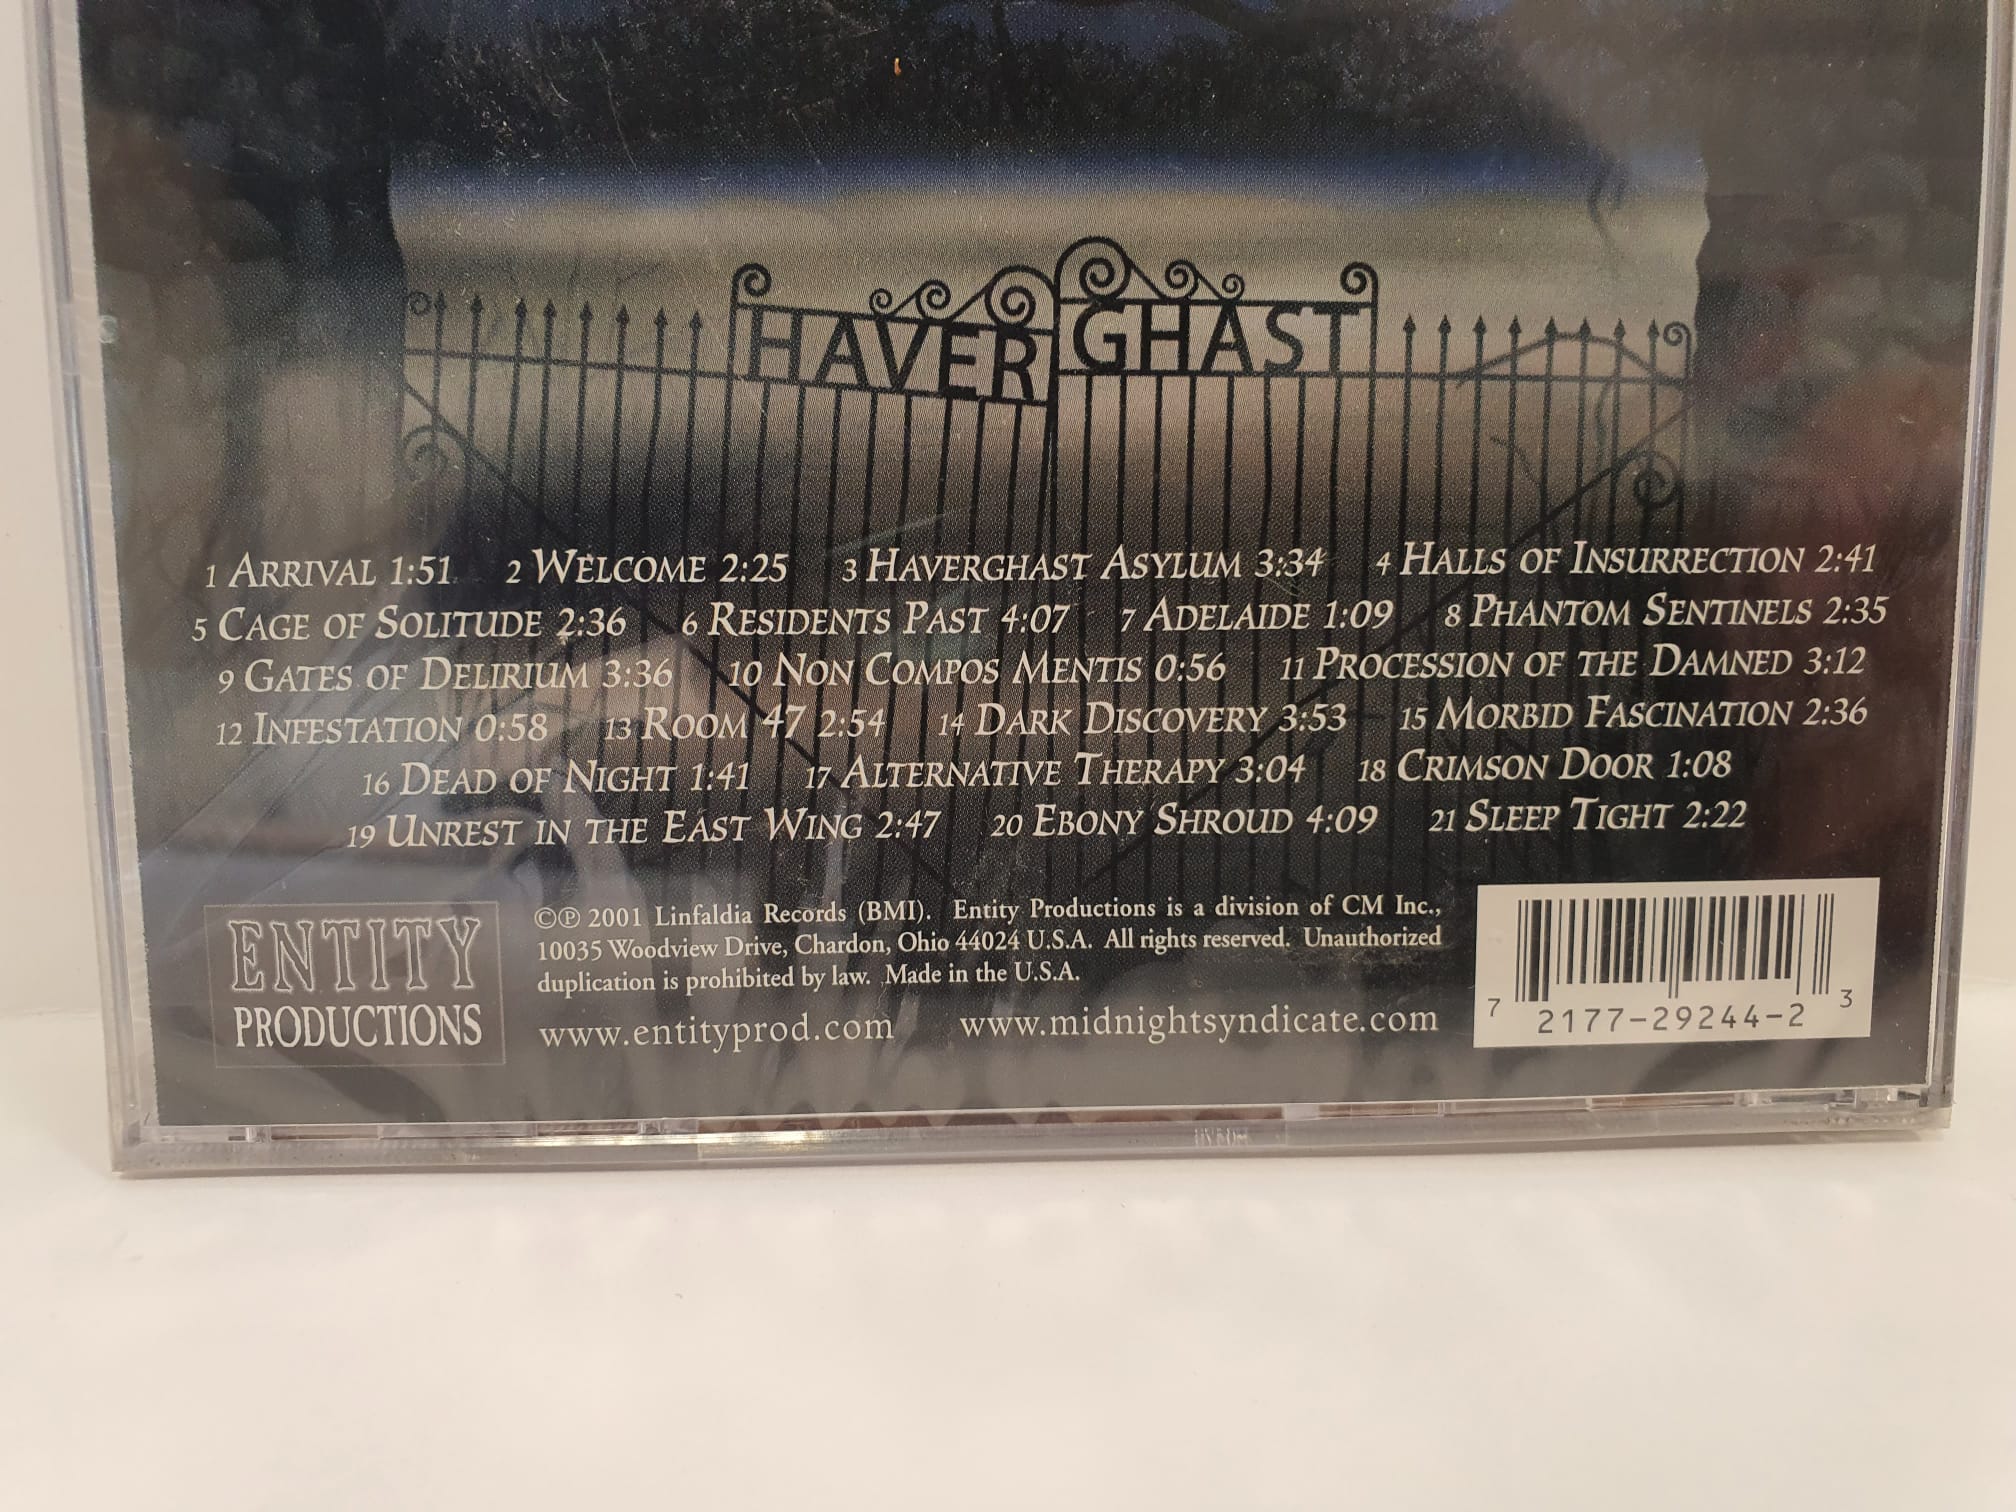 HAVERGHAST
1 ARRIVAL 1:51 2 WELCOME 2:25 3 HAVERGHAST ASYLUM 3:34 4 HALLS OF INSURRECTION 2:41
5 CAGE OF SOLITUDE 2:36 6 RESIDENTS PAST 4:07 7 ADELAIDE 1:09 8 PHANTOM SENTINELS 2:35
9 GATES OF DELIRIUM 3:36 10 NON COMPOS MENTIS 0:56 11 PROCESSION OF THE DAMNED 3:12
12 INFESTATION 0:58 13 ROOM 47 2:54 14 DARK DISCOVERY 3:53 15 MORBID FASCINATION 2:36
16 DEAD OF NIGHT 1:41 17 ALTERNATIVE THERAPY 3:04 18 CRIMSON DOOR 1:08
19 UNREST IN THE EAST WING 2:47 20 EBONY SHROUD 4:09 21 SLEEP TIGHT 2:22
ENTITY
PRODUCTIONS
©℗ 2001 Linfaldia Records (BMI). Entity Productions is a division of CM Inc.,
10035 Woodview Drive, Chardon, Ohio 44024 U.S.A. All rights reserved. Unauthorized
duplication is prohibited by law. Made in the U.S.A.
www.entityprod.com www.midnightsyndicate.com
7 2177-29244-2 3